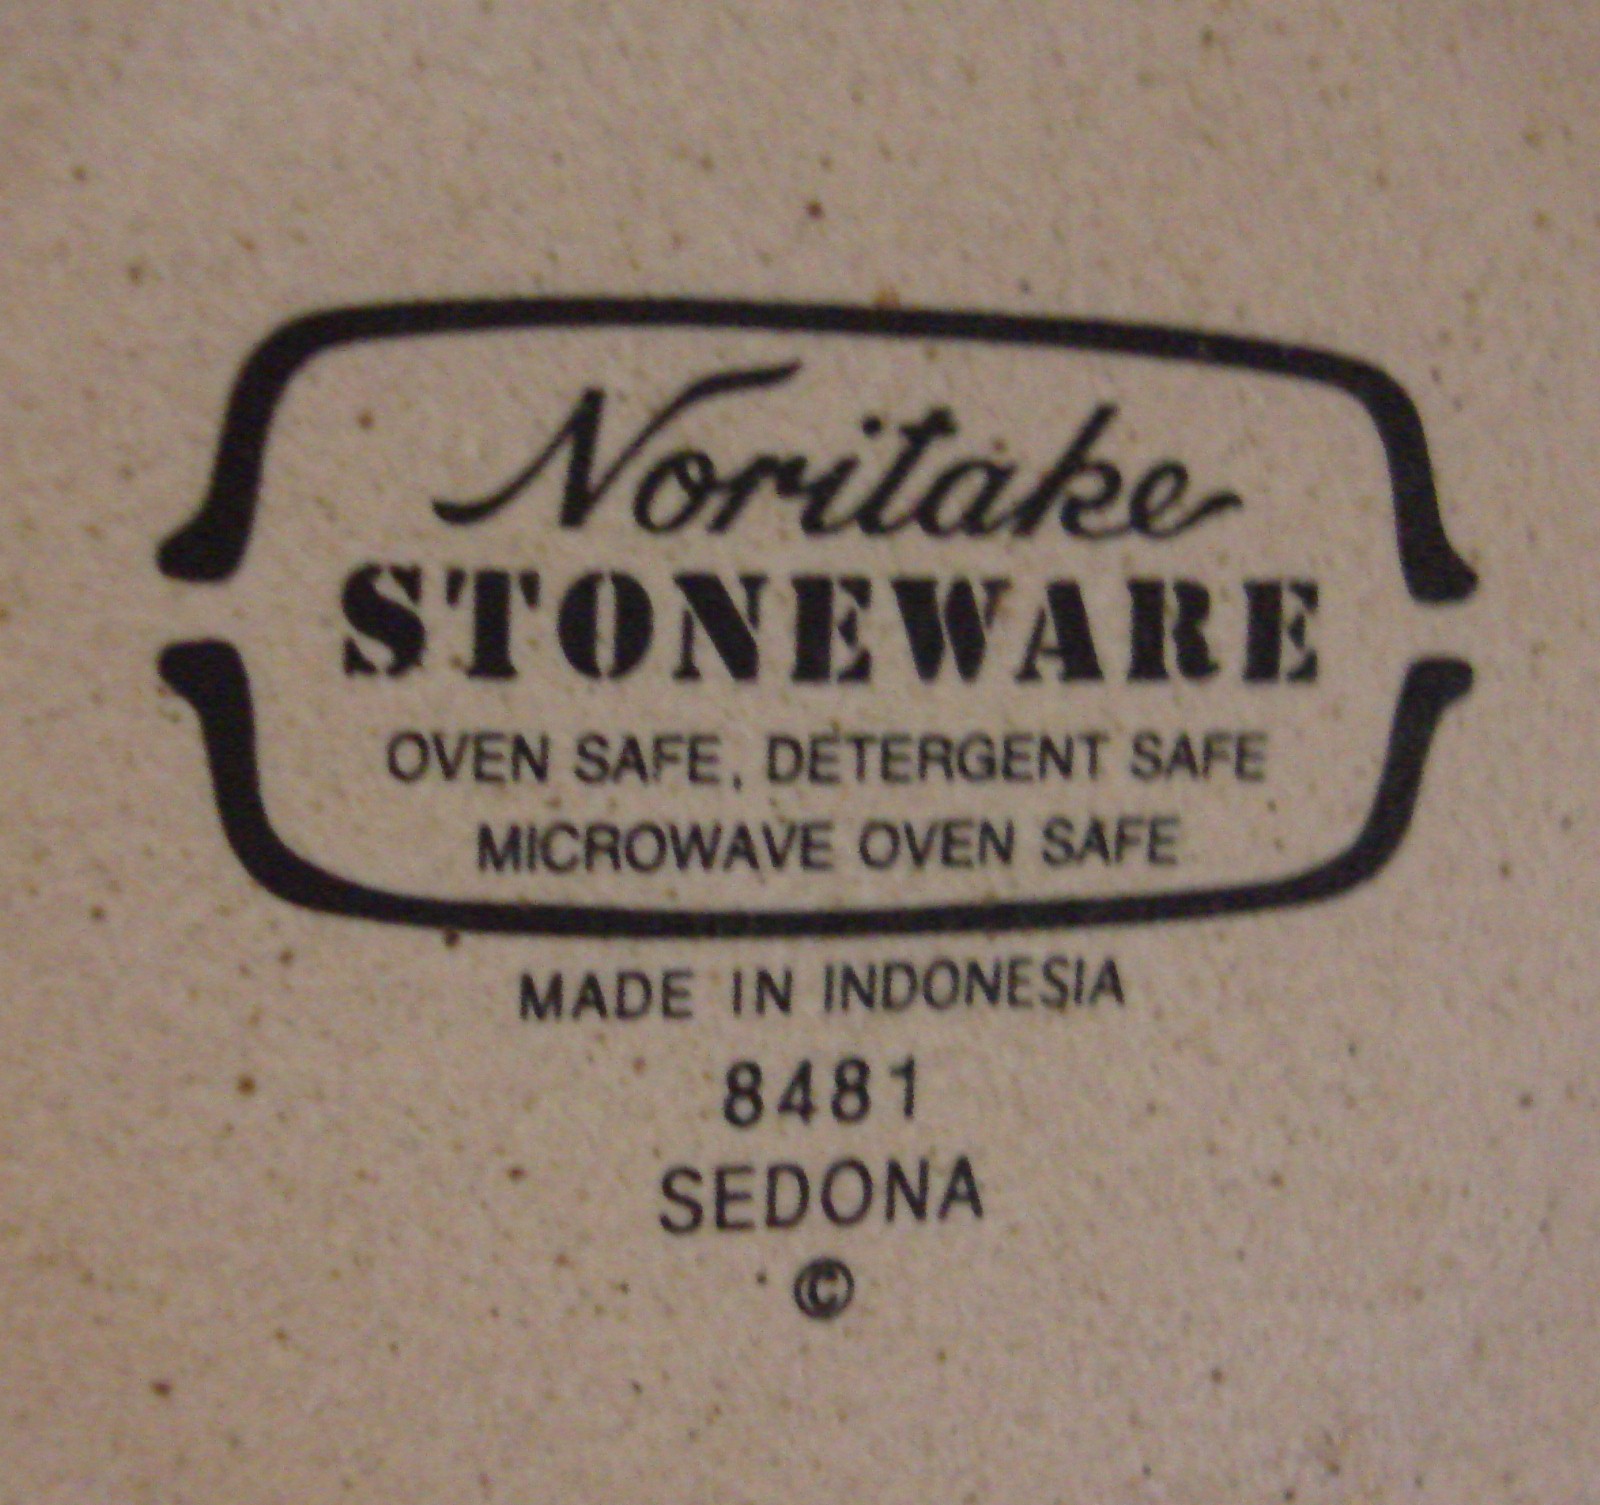 Noritake
STONEWARE
OVEN SAFE, DETERGENT SAFE
MICROWAVE OVEN SAFE
MADE IN INDONESIA
8481
SEDONA
©